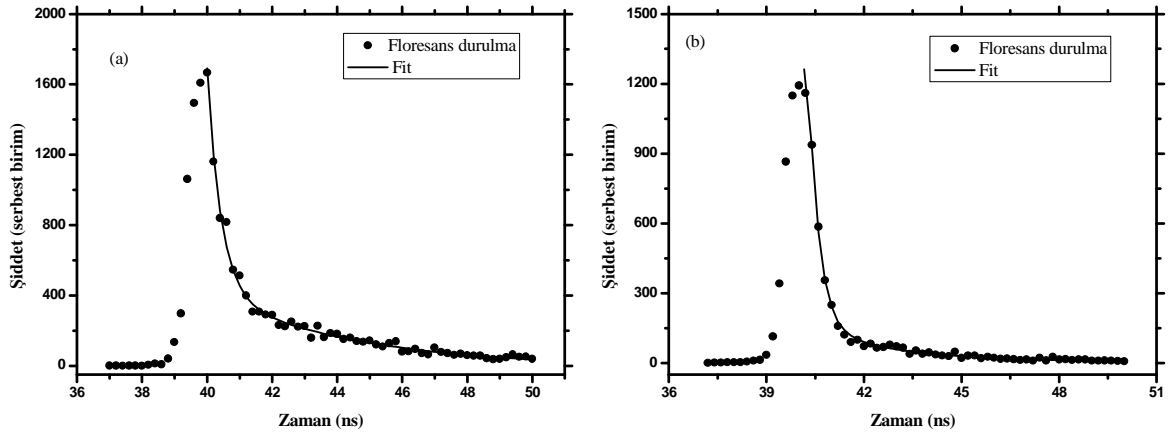 2000
1600
1200
800
400
0
Şiddet (serbest birim)
(a)
Floresans durulma
Fit
36 38 40 42 44 46 48 50
Zaman (ns)
1500
1200
900
600
300
0
Şiddet (serbest birim)
(b)
Floresans durulma
Fit
36 39 42 45 48 51
Zaman (ns)